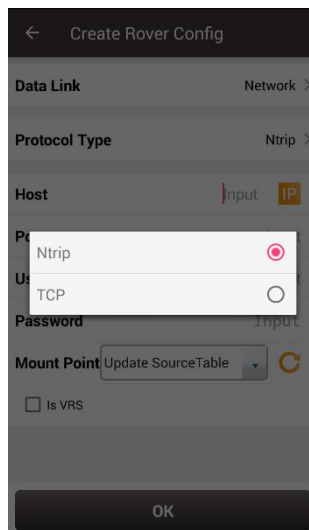 Create Rover Config
Data Link Network
Protocol Type Ntrip
Host Input IP
Ntrip
TCP
Password Input
Mount Point Update SourceTable
Is VRS
OK